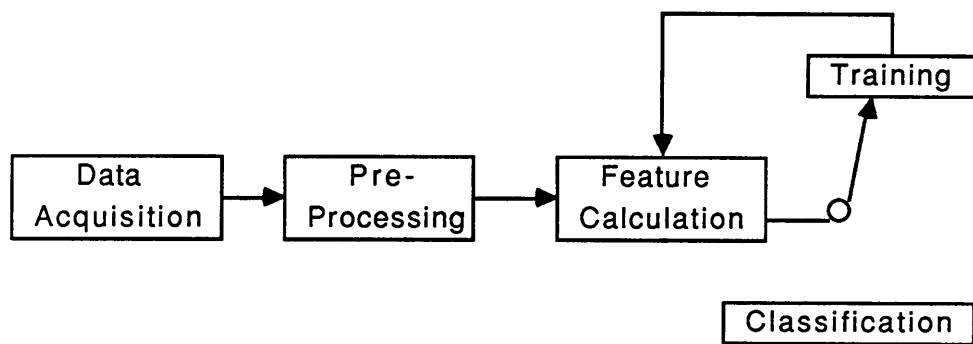 Training
Data
Acquisition
Pre-
Processing
Feature
Calculation
Classification